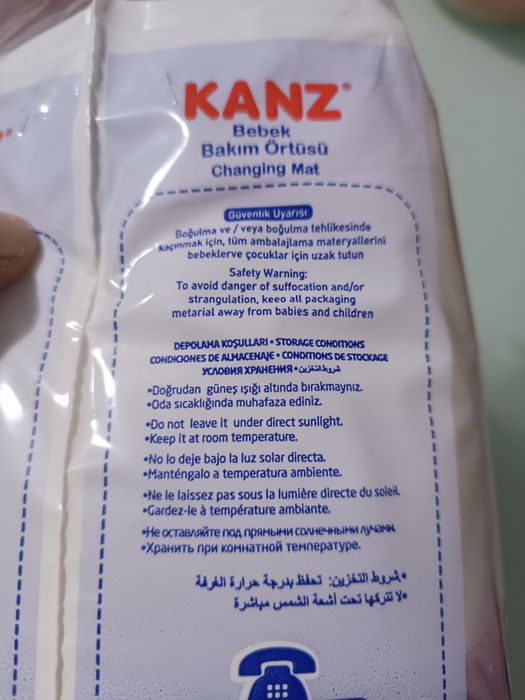 KANZ®
Bebek
Bakım Örtüsü
Changing Mat
Güvenlik Uyarısı
Boğulma ve / veya boğulma tehlikesinde
kaçınmak için, tüm ambalajlama materyallerini
bebeklerve çocuklar için uzak tutun
Safety Warning:
To avoid danger of suffocation and/or
strangulation, keeo all packaging
metarial away from babies and children
DEPOLAMA KOŞULLARI • STORAGE CONDITIONS
CONDICIONES DE ALMACENAJE • CONDITIONS DE STOCKAGE
УСЛОВИЯ ХРАНЕНИЯ • شروط التخزين
•Doğrudan güneş ışığı altında bırakmayınız.
•Oda sıcaklığında muhafaza ediniz.
•Do not leave it under direct sunlight.
•Keep it at room temperature.
•No lo deje bajo la luz solar directa.
•Manténgalo a temperatura ambiente.
•Ne le laissez pas sous la lumière directe du soleil.
•Gardez-le à température ambiante.
•Не оставляйте под прямыми солнечными лучами.
•Хранить при комнатной температуре.
•شروط التخزين: تحفظ بدرجة حرارة الغرفة
•لا تتركها تحت أشعة الشمس مباشرة